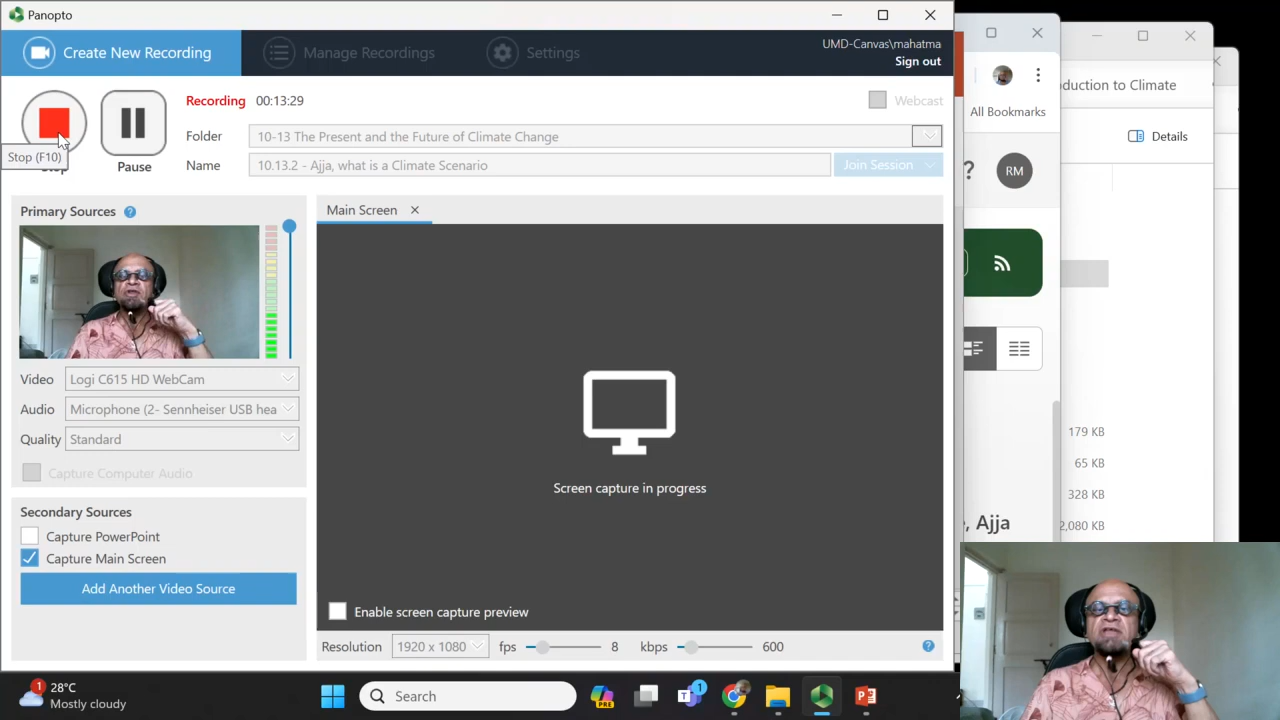 Panopto
Create New Recording
Manage Recordings
Settings
UMD-Canvas\mahatma
Sign out
Recording 00:13:29
Webcast
Folder 10-13 The Present and the Future of Climate Change
Stop (F10)
Pause
Name 10.13.2 - Ajja, what is a Climate Scenario
Join Session
Primary Sources ?
Main Screen ×
Video Logi C615 HD WebCam
Audio Microphone (2- Sennheiser USB hea
Quality Standard
Capture Computer Audio
Screen capture in progress
Secondary Sources
Capture PowerPoint
Capture Main Screen
Add Another Video Source
Enable screen capture preview
Resolution 1920 x 1080 fps 8 kbps 600 ?
All Bookmarks
? RM
, Ajja
duction to Climate
Details
179 KB
65 KB
328 KB
2,080 KB
1 28°C
Mostly cloudy
Search
PRE
1